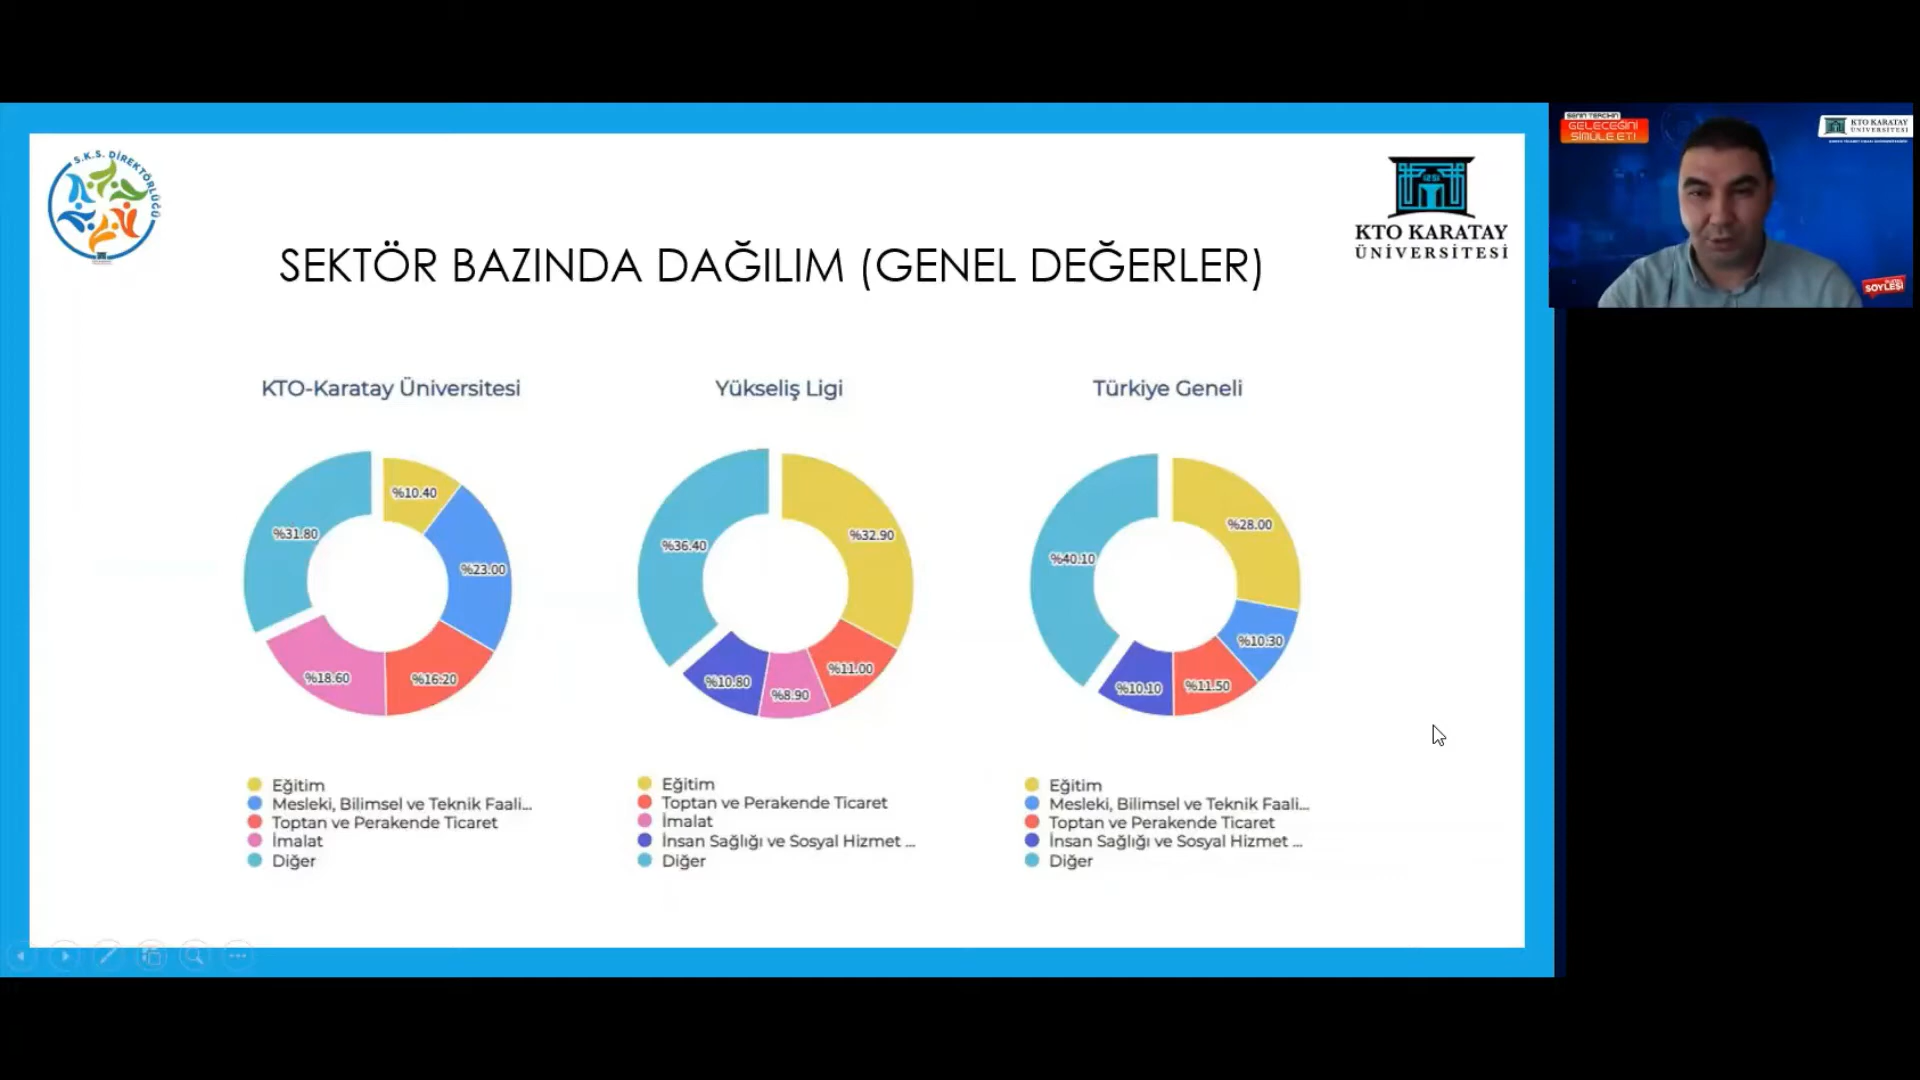 S.K.S. DİREKTÖRLÜĞÜ
KTO KARATAY
ÜNİVERSİTESİ
SEKTÖR BAZINDA DAĞILIM (GENEL DEĞERLER)
KTO-Karatay Üniversitesi
%10.40
%23.00
%16.20
%18.60
%31.80
Eğitim
Mesleki, Bilimsel ve Teknik Faali...
Toptan ve Perakende Ticaret
İmalat
Diğer
Yükseliş Ligi
%32.90
%11.00
%8.90
%10.80
%36.40
Eğitim
Toptan ve Perakende Ticaret
İmalat
İnsan Sağlığı ve Sosyal Hizmet ...
Diğer
Türkiye Geneli
%28.00
%10.30
%11.50
%10.10
%40.10
Eğitim
Mesleki, Bilimsel ve Teknik Faali...
Toptan ve Perakende Ticaret
İnsan Sağlığı ve Sosyal Hizmet ...
Diğer
SENİN TERCİHİN
GELECEĞİNİ
SİMÜLE ET!
KTO KARATAY
ÜNİVERSİTESİ
SÖYLEŞİ